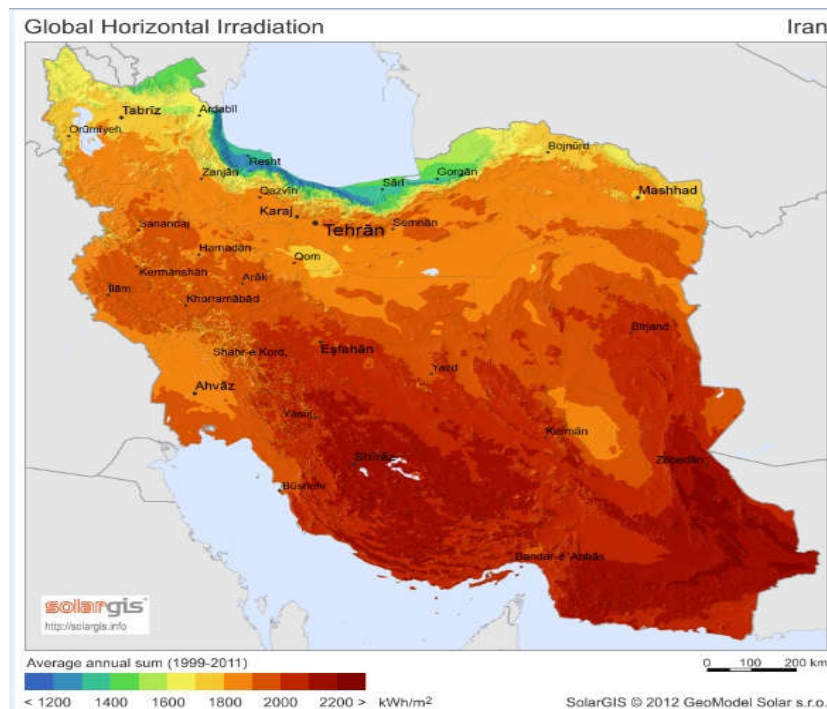 Global Horizontal Irradiation Iran
Tabrīz
Ardabīl
Orūmīyeh
Resht
Zanjān
Qazvīn
Sārī
Gorgān
Bojnūrd
Mashhad
Karaj
Tehrān
Semnān
Sanandaj
Hamadān
Qom
Kermānshān
Arāk
Īlām
Khorramābād
Bīrjand
Eşfahān
Shahr-e Kord
Yazd
Ahvāz
Yāsūj
Kermān
Shīrāz
Zāhedān
Būshehr
Bandar-e 'Abbās
solargis
http://solargis.info
Average annual sum (1999-2011)
0 100 200 km
< 1200 1400 1600 1800 2000 2200 > kWh/m²
SolarGIS © 2012 GeoModel Solar s.r.o.